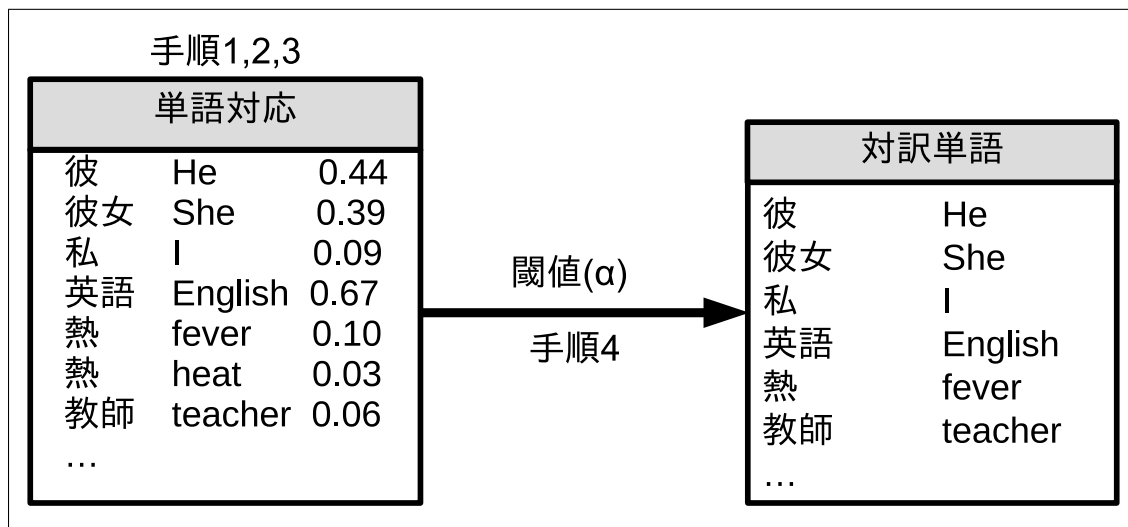 手順1,2,3
単語対応
彼 He 0.44
彼女 She 0.39
私 I 0.09
英語 English 0.67
熱 fever 0.10
熱 heat 0.03
教師 teacher 0.06
…
閾値(α)
手順4
対訳単語
彼 He
彼女 She
私 I
英語 English
熱 fever
教師 teacher
…